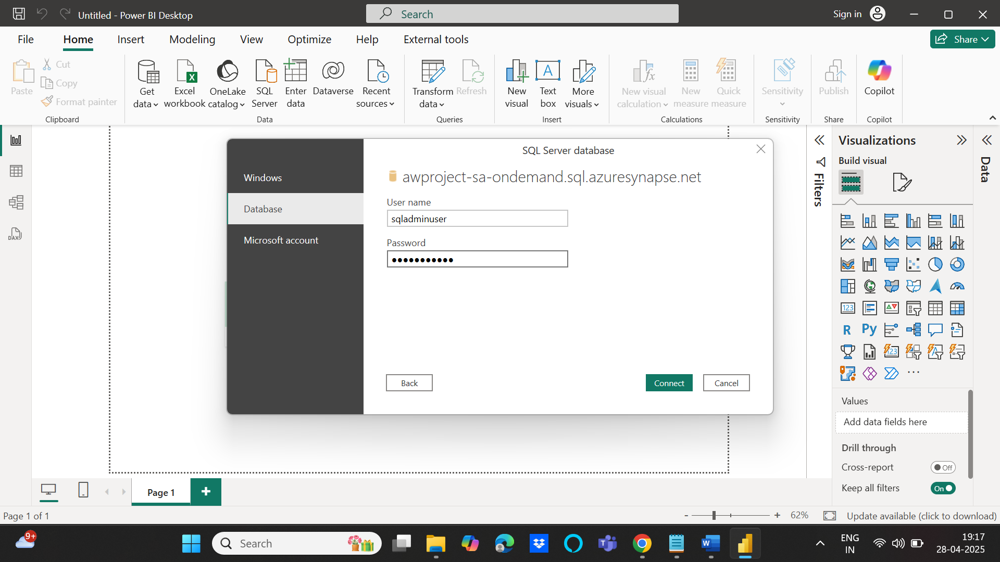 Untitled - Power BI Desktop
Search
Sign in
File
Home
Insert
Modeling
View
Optimize
Help
External tools
Share
Paste
Cut
Copy
Format painter
Clipboard
Get data
Excel workbook
OneLake catalog
SQL Server
Enter data
Dataverse
Recent sources
Data
Transform data
Refresh
Queries
New visual
Text box
More visuals
Insert
New visual calculation
New measure
Quick measure
Calculations
Sensitivity
Sensitivity
Publish
Share
Copilot
Copilot
SQL Server database
Windows
Database
Microsoft account
awproject-sa-ondemand.sql.azuresynapse.net
User name
sqladminuser
Password
●●●●●●●●●●●
Back
Connect
Cancel
Filters
Visualizations
Build visual
Data
123
R
Py
123
Values
Add data fields here
Drill through
Cross-report
Off
Keep all filters
On
DAX
Page 1
Page 1 of 1
62%
Update available (click to download)
9+
Search
ENG
IN
19:17
28-04-2025